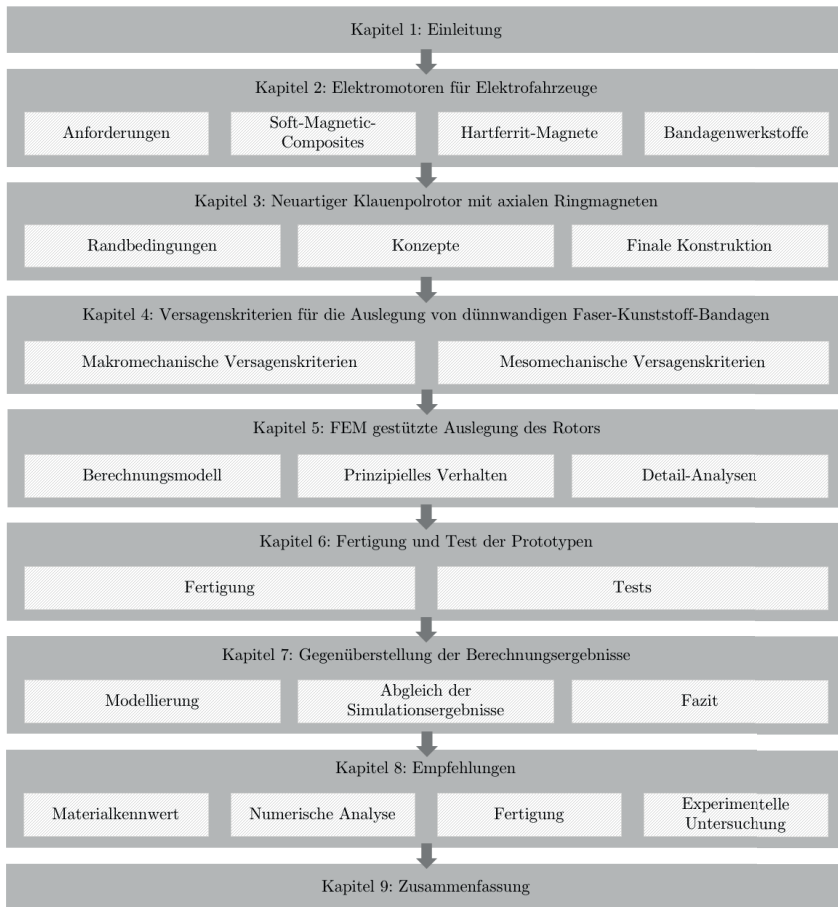 Kapitel 1: Einleitung
Kapitel 2: Elektromotoren für Elektrofahrzeuge
Anforderungen
Soft-Magnetic-
Composites
Hartferrit-Magnete
Bandagenwerkstoffe
Kapitel 3: Neuartiger Klauenpolrotor mit axialen Ringmagneten
Randbedingungen
Konzepte
Finale Konstruktion
Kapitel 4: Versagenskriterien für die Auslegung von dünnwandigen Faser-Kunststoff-Bandagen
Makromechanische Versagenskriterien
Mesomechanische Versagenskriterien
Kapitel 5: FEM gestützte Auslegung des Rotors
Berechnungsmodell
Prinzipielles Verhalten
Detail-Analysen
Kapitel 6: Fertigung und Test der Prototypen
Fertigung
Tests
Kapitel 7: Gegenüberstellung der Berechnungsergebnisse
Modellierung
Abgleich der
Simulationsergebnisse
Fazit
Kapitel 8: Empfehlungen
Materialkennwert
Numerische Analyse
Fertigung
Experimentelle
Untersuchung
Kapitel 9: Zusammenfassung